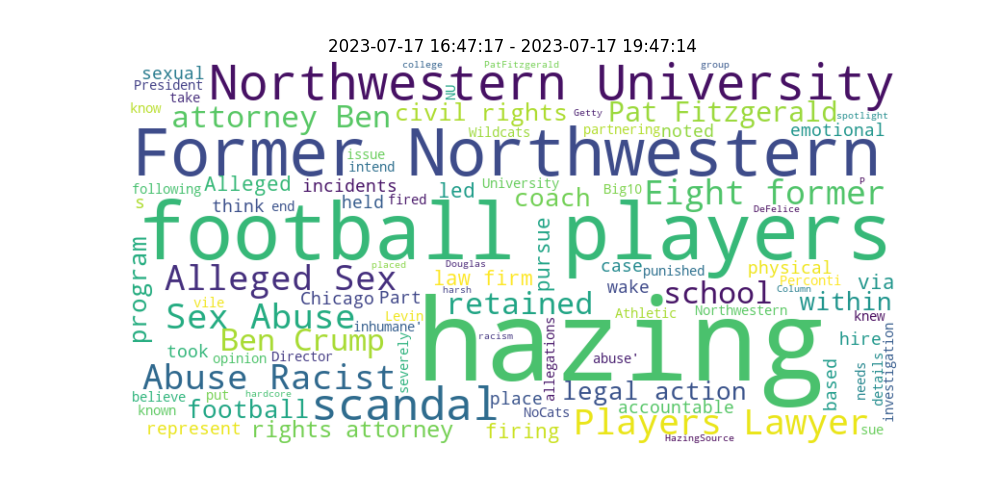 2023-07-17 16:47:17 - 2023-07-17 19:47:14
college PatFitzgerald group
sexual Northwestern University
President
take NU
know attorney Ben civil rights Getty Pat Fitzgerald spotlight
Wildcats partnering noted emotional
Former Northwestern
issue
intend
following Alleged incidents led University coach Big10 Eight former P
s think end held fired DeFelice
football players
program Alleged Sex placed Douglas law firm pursue case punished physical via
harsh wake school Column Perconti within
vile Chicago Part retained Athletic Northwestern knew
Sex Abuse Levin inhumane'
hazing
took Ben Crump severely racism hire
opinion Director allegations abuse' investigation
Abuse Racist details
believe put hardcore scandal place legal action based needs
known football NoCats accountable
represent rights attorney firing Players Lawyer sue
HazingSource